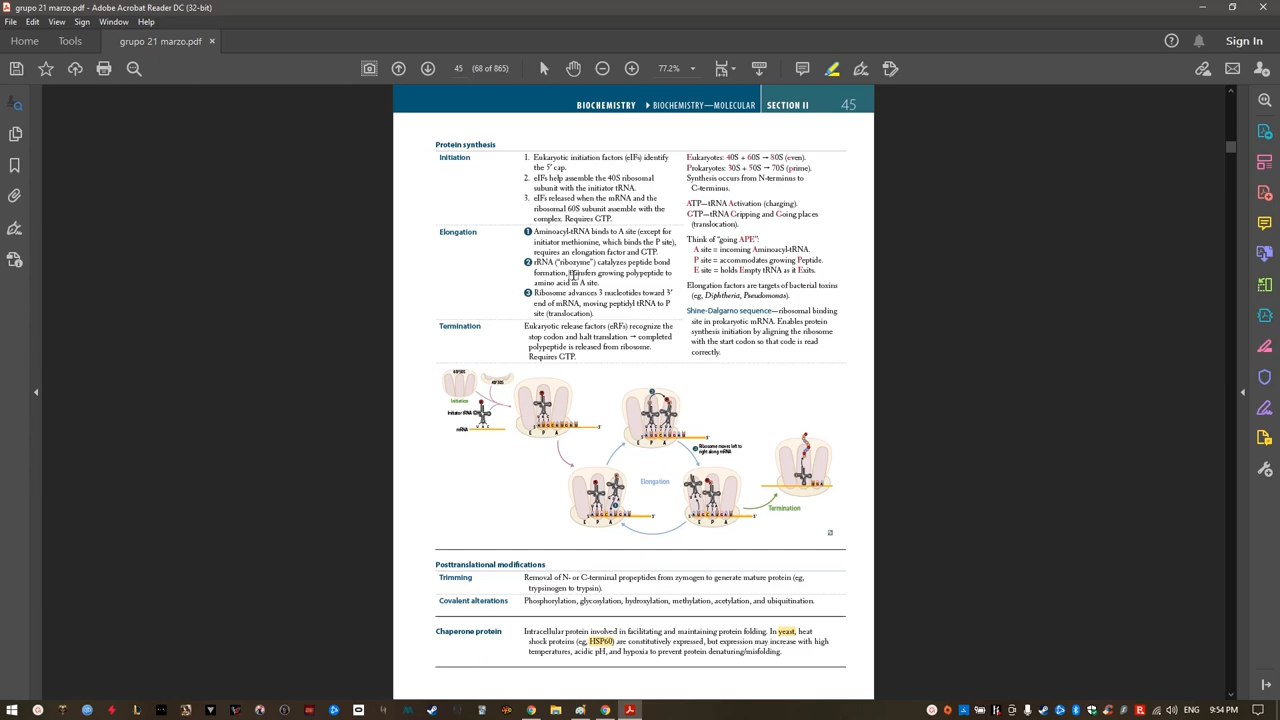 grupo 21 marzo.pdf - Adobe Acrobat Reader DC (32-bit)
File Edit View Sign Window Help
Home Tools grupo 21 marzo.pdf × Sign In
45 (68 of 865) 77.2%
BIOCHEMISTRY BIOCHEMISTRY—MOLECULAR SECTION II 45
Protein synthesis
Initiation
1. Eukaryotic initiation factors (eIFs) identify
the 5′ cap.
2. eIFs help assemble the 40S ribosomal
subunit with the initiator tRNA.
3. eIFs released when the mRNA and the
ribosomal 60S subunit assemble with the
complex. Requires GTP.
Eukaryotes: 40S + 60S → 80S (even).
Prokaryotes: 30S + 50S → 70S (prime).
Synthesis occurs from N-terminus to
C-terminus.
ATP—tRNA Activation (charging).
GTP—tRNA Gripping and Going places
(translocation).
Elongation
1 Aminoacyl-tRNA binds to A site (except for
initiator methionine, which binds the P site),
requires an elongation factor and GTP.
2 rRNA (“ribozyme”) catalyzes peptide bond
formation, transfers growing polypeptide to
amino acid in A site.
3 Ribosome advances 3 nucleotides toward 3′
end of mRNA, moving peptidyl tRNA to P
site (translocation).
Think of “going APE”:
A site = incoming Aminoacyl-tRNA.
P site = accommodates growing Peptide.
E site = holds Empty tRNA as it Exits.
Elongation factors are targets of bacterial toxins
(eg, Diphtheria, Pseudomonas).
Shine-Dalgarno sequence—ribosomal binding
site in prokaryotic mRNA. Enables protein
synthesis initiation by aligning the ribosome
with the start codon so that code is read
correctly.
Termination
Eukaryotic release factors (eRFs) recognize the
stop codon and halt translation → completed
polypeptide is released from ribosome.
Requires GTP.
Initiation
Initiator tRNA
mRNA
E P A
E P A
Ribosome moves left to
right along mRNA
Elongation
E P A
E P A
Termination
Posttranslational modifications
Trimming
Removal of N- or C-terminal propeptides from zymogen to generate mature protein (eg,
trypsinogen to trypsin).
Covalent alterations
Phosphorylation, glycosylation, hydroxylation, methylation, acetylation, and ubiquitination.
Chaperone protein
Intracellular protein involved in facilitating and maintaining protein folding. In yeast, heat
shock proteins (eg, HSP60) are constitutively expressed, but expression may increase with high
temperatures, acidic pH, and hypoxia to prevent protein denaturing/misfolding.